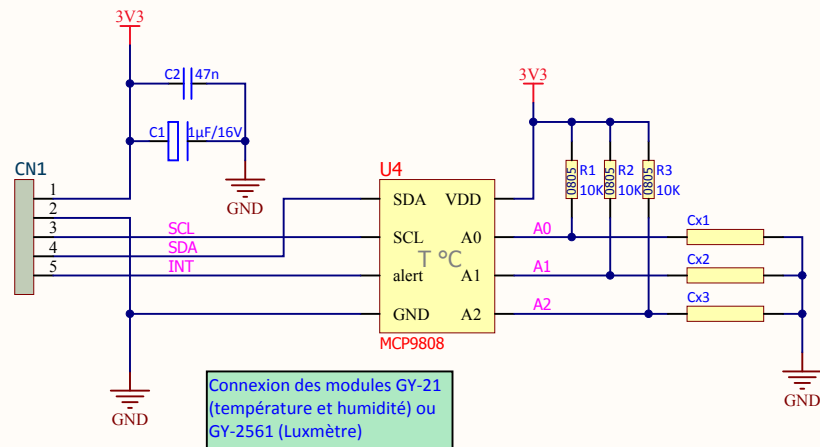 3V3
C2 47n
C1 1µF/16V
GND
3V3
CN1
1
2
3
4
5
SCL
SDA
INT
GND
U4
SDA VDD
SCL A0
T °C
alert A1
GND A2
MCP9808
0805 R1 10K
0805 R2 10K
0805 R3 10K
A0
A1
A2
Cx1
Cx2
Cx3
GND
Connexion des modules GY-21
(température et humidité) ou
GY-2561 (Luxmètre)